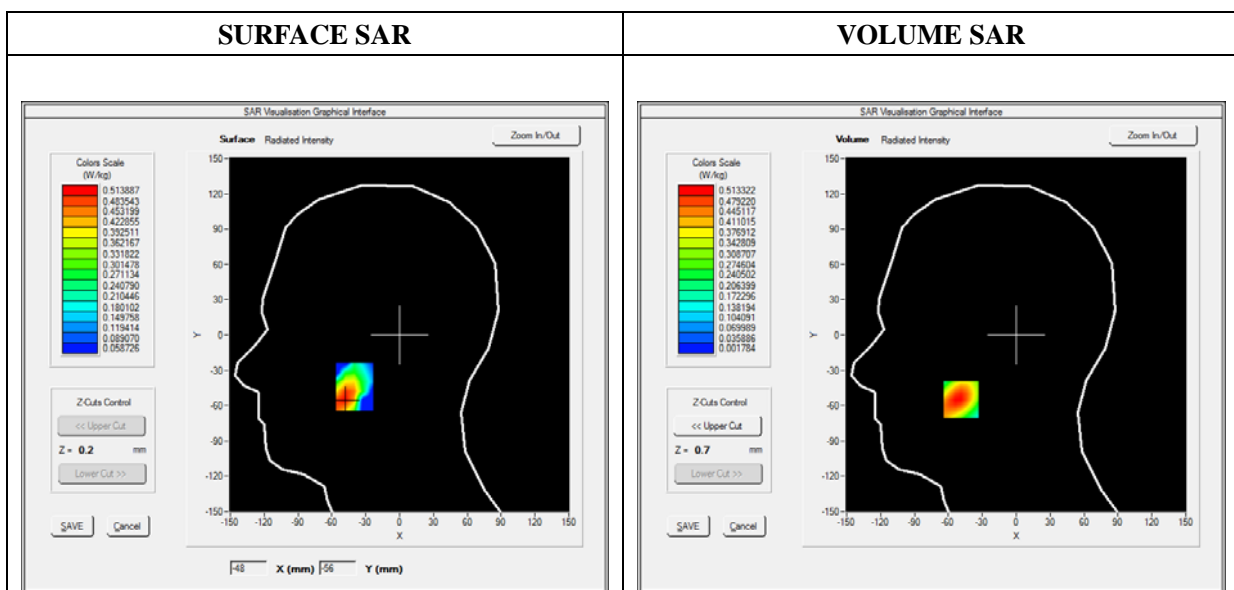 SURFACE SAR
VOLUME SAR
SAR Visualisation Graphical Interface
Surface Radiated Intensity
Zoom In/Out
Colors Scale
(W/kg)
0.513887
0.483543
0.453199
0.422855
0.392511
0.362167
0.331822
0.301478
0.271134
0.240790
0.210446
0.180102
0.149758
0.119414
0.089070
0.058726
Z-Cuts Control
<< Upper Cut
Z = 0.2 mm
Lower Cut >>
SAVE Cancel
150
120
90
60
30
0
-30
-60
-90
-120
-150
Y
-150 -120 -90 -60 -30 0 30 60 90 120 150
X
-48 X (mm) -56 Y (mm)
SAR Visualisation Graphical Interface
Volume Radiated Intensity
Zoom In/Out
Colors Scale
(W/kg)
0.513322
0.479220
0.445117
0.411015
0.376912
0.342809
0.308707
0.274604
0.240502
0.206399
0.172296
0.138194
0.104091
0.069989
0.035886
0.001784
Z-Cuts Control
<< Upper Cut
Z = 0.7 mm
Lower Cut >>
SAVE Cancel
150
120
90
60
30
0
-30
-60
-90
-120
-150
Y
-150 -120 -90 -60 -30 0 30 60 90 120 150
X